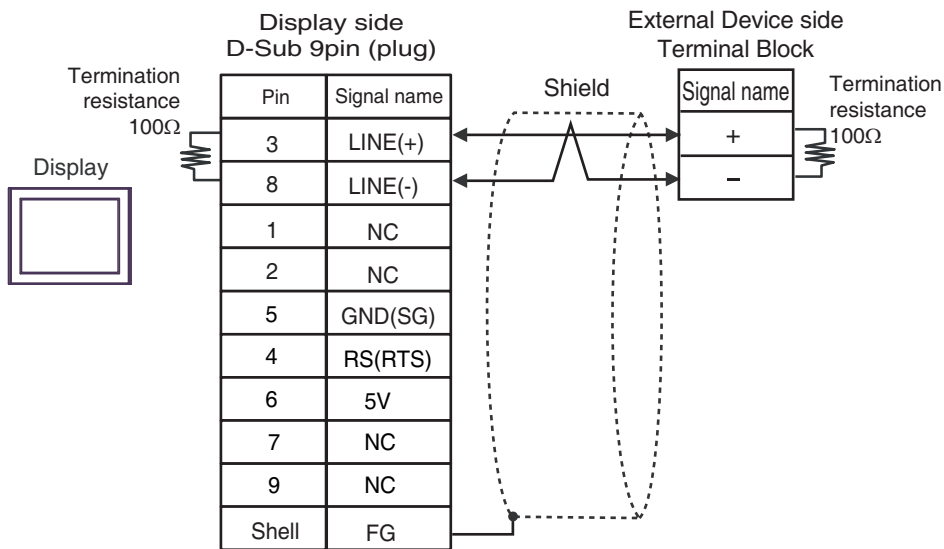 Display side
D-Sub 9pin (plug)
External Device side
Terminal Block
Termination
resistance
100Ω
Display
Pin Signal name
3 LINE(+)
8 LINE(-)
1 NC
2 NC
5 GND(SG)
4 RS(RTS)
6 5V
7 NC
9 NC
Shell FG
Shield
Signal name
+
–
Termination
resistance
100Ω